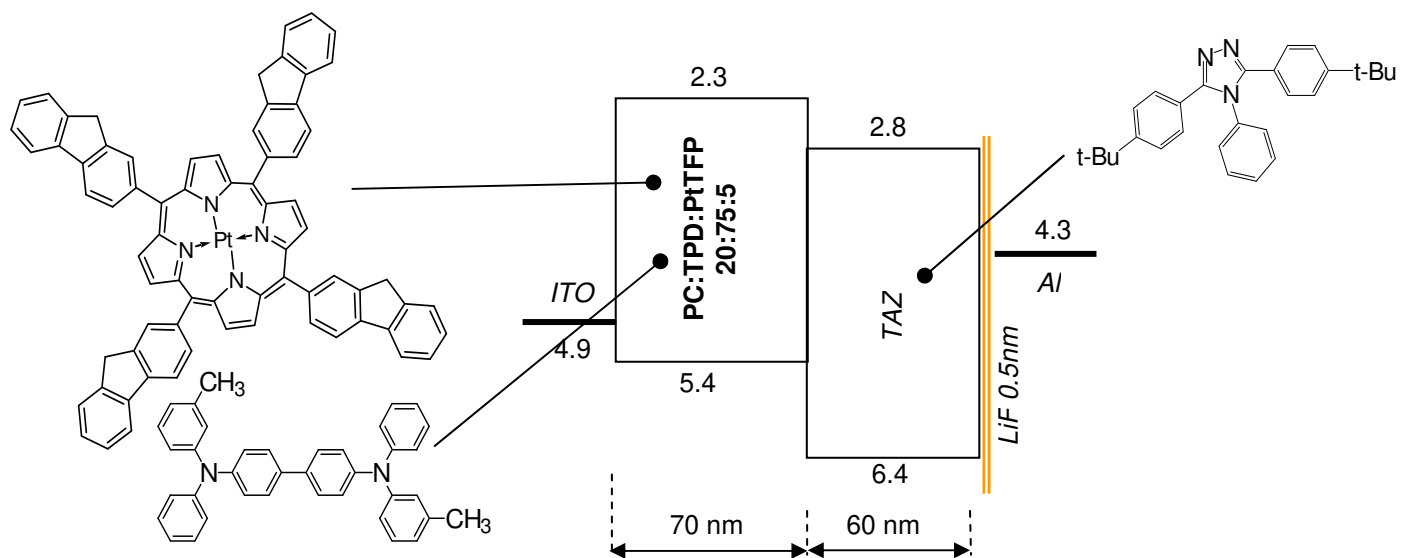 N
N
N
N
Pt
CH3
N
N
CH3
2.3
PC:TPD:PtTFP
20:75:5
5.4
ITO
4.9
2.8
TAZ
6.4
LiF 0.5nm
4.3
Al
N
N
N
t-Bu
t-Bu
70 nm
60 nm